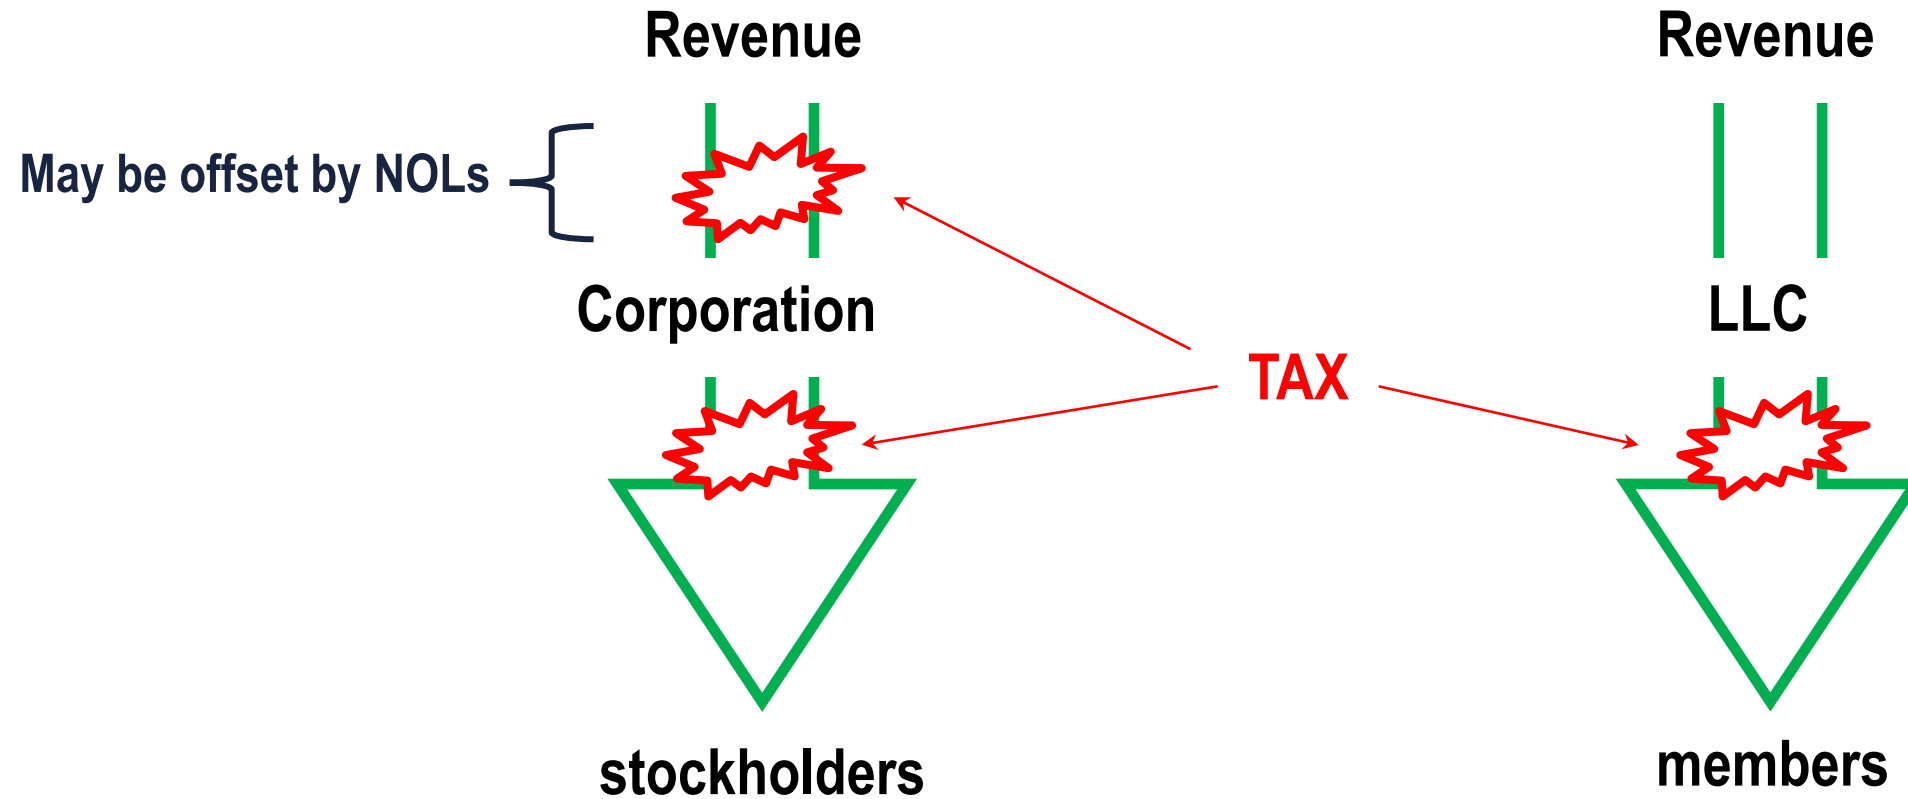 Revenue
Revenue
May be offset by NOLs
Corporation
LLC
TAX
stockholders
members